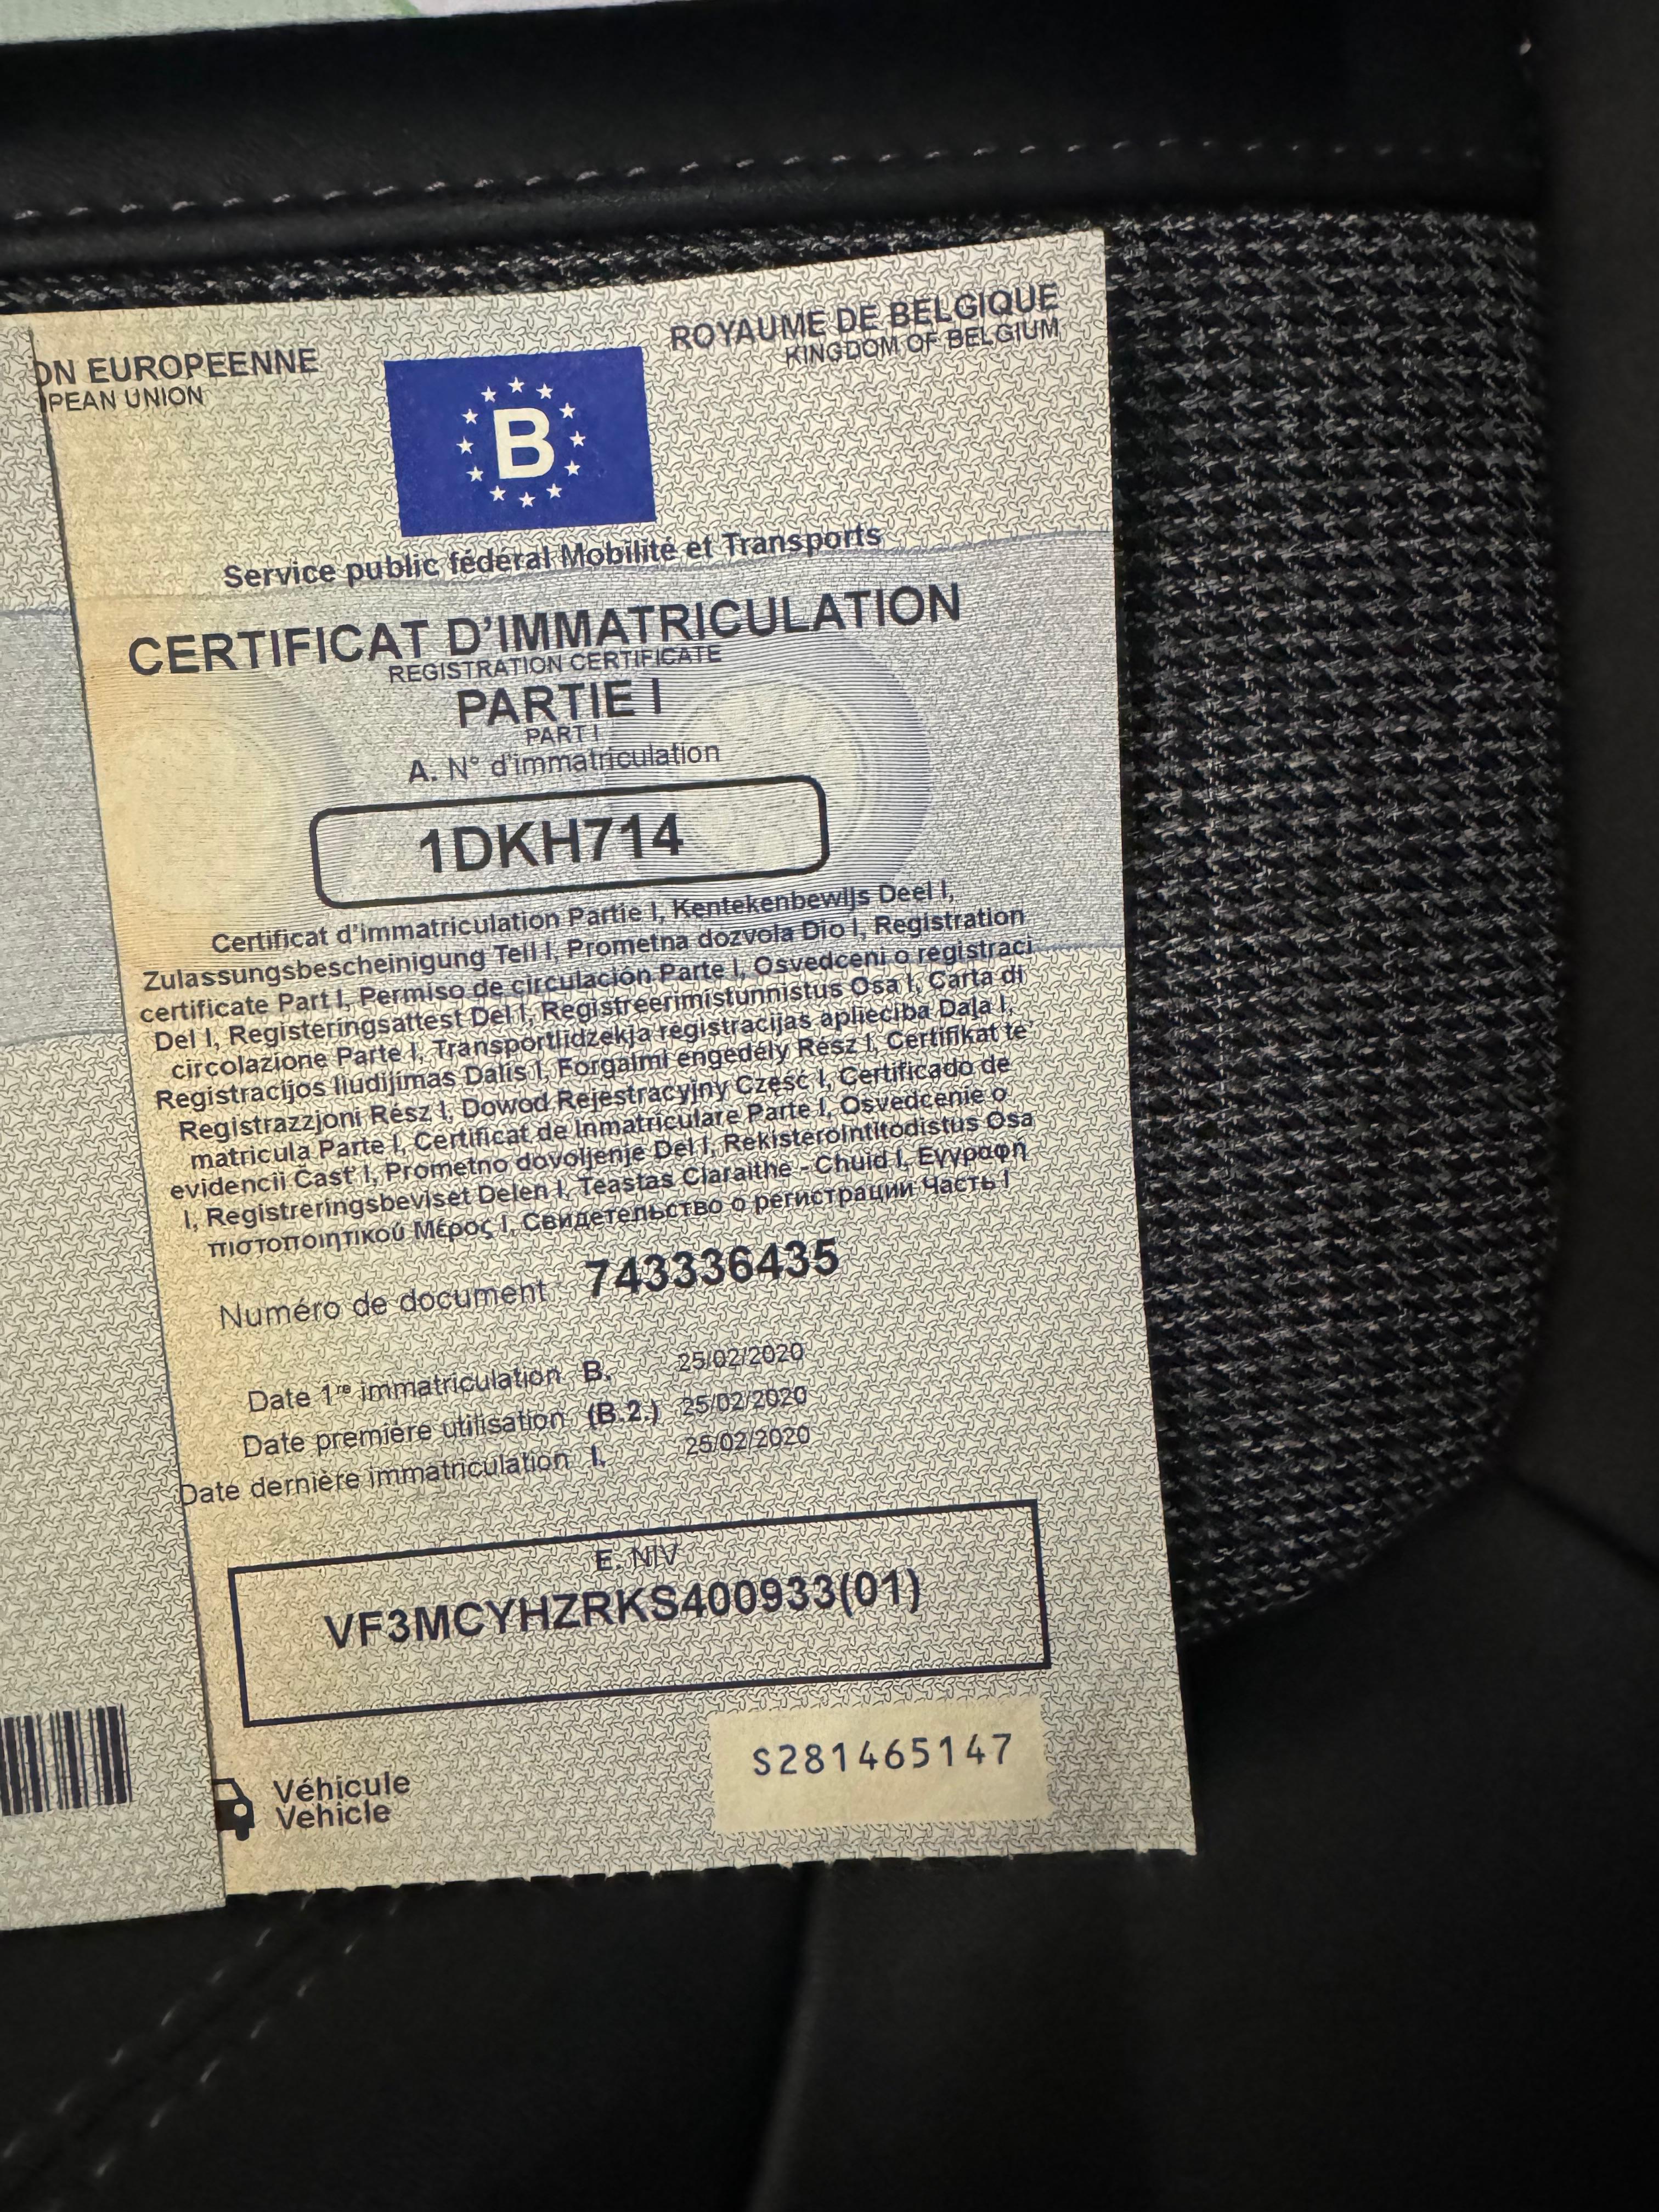 ON EUROPEENNE
PEAN UNION
B
ROYAUME DE BELGIQUE
KINGDOM OF BELGIUM
Service public fédéral Mobilité et Transports
CERTIFICAT D'IMMATRICULATION
REGISTRATION CERTIFICATE
PARTIE I
PART I
A. N° d'immatriculation
1DKH714
Certificat d'immatriculation Partie I, Kentekenbewijs Deel I,
Zulassungsbescheinigung Teil I, Prometna dozvola Dio I, Registration
certificate Part I, Permiso de circulación Parte I, Osvedceni o registraci
Del I, Registeringsattest Del I, Registreerimistunnistus Osa I, Carta di
circolazione Parte I, Transportlidzekja registracijas aplieciba Daļa I,
Registracijos liudijimas Dalis I, Forgalmi engedély Rész I, Certifikat te
Registrazzjoni Rész I, Dowod Rejestracyjny Część I, Certificado de
matricula Parte I, Certificat de Inmatriculare Parte I, Osvedcenie o
evidencii Cast' I, Prometno dovoljenje Del I, Rekisterointitodistus Osa
I, Registreringsbeviset Delen I, Teastas Claraithe - Chuid I, Εγγραφή
πιστοποιητικού Μέρος I, Свидетельство о регистрации Часть I
Numéro de document 743336435
Date 1re immatriculation B. 25/02/2020
Date première utilisation (B.2.) 25/02/2020
Date dernière immatriculation I. 25/02/2020
E. NIV
VF3MCYHZRKS400933(01)
S281465147
Véhicule
Vehicle